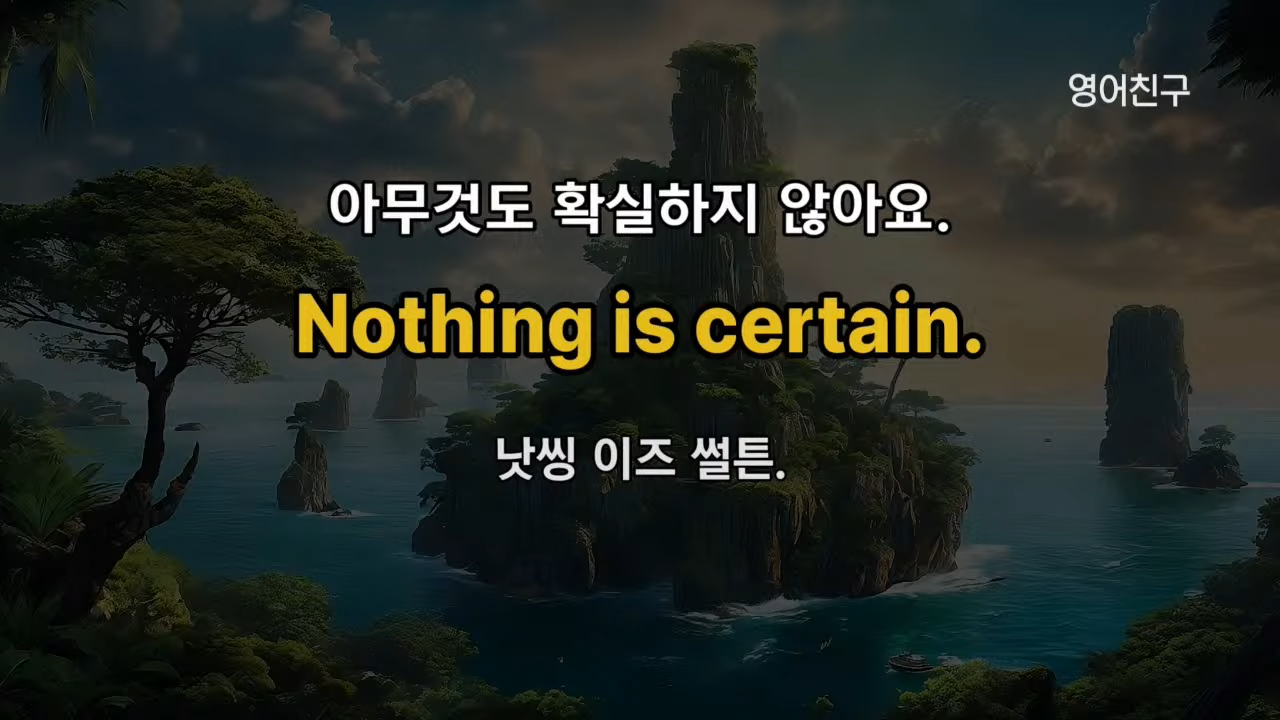 영어친구
아무것도 확실하지 않아요.
Nothing is certain.
낫씽 이즈 썰튼.